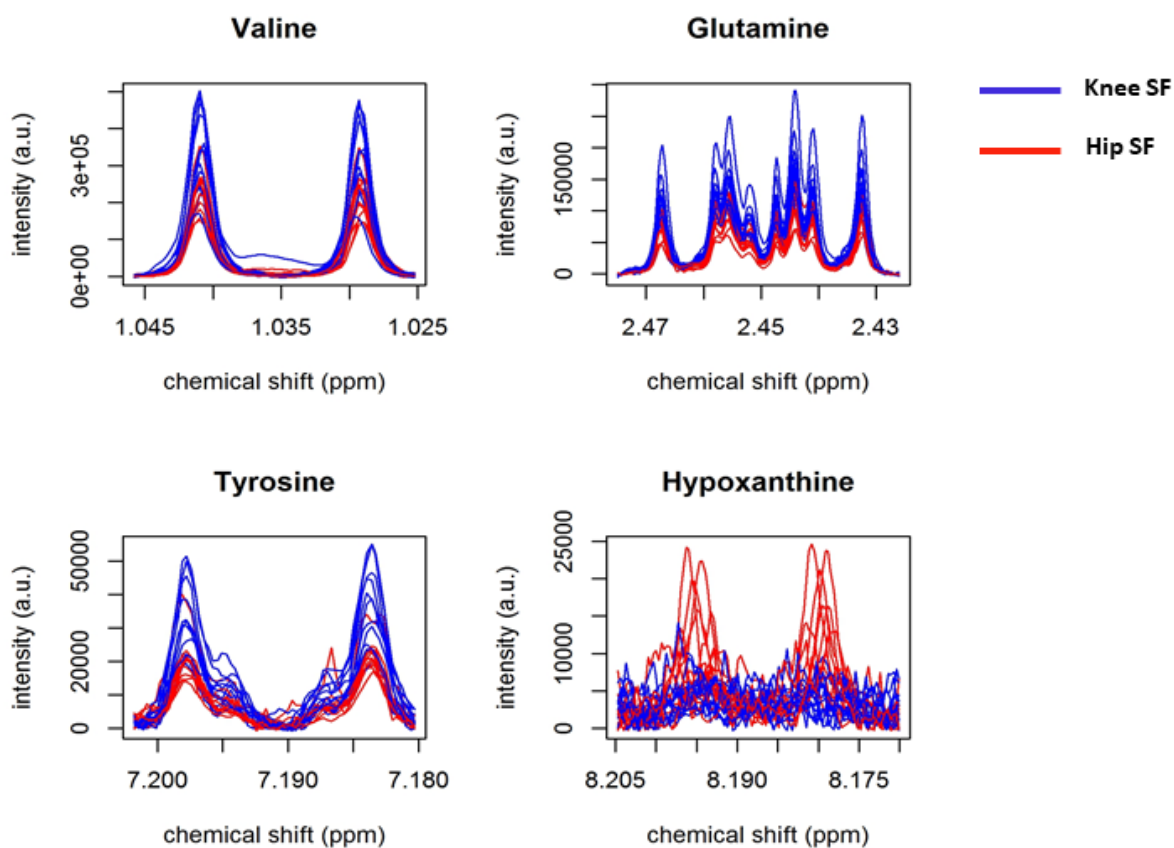 Valine
intensity (a.u.)
0e+00 3e+05
1.045 1.035 1.025
chemical shift (ppm)
Glutamine
intensity (a.u.)
0 150000
2.47 2.45 2.43
chemical shift (ppm)
Knee SF
Hip SF
Tyrosine
intensity (a.u.)
0 20000 50000
7.200 7.190 7.180
chemical shift (ppm)
Hypoxanthine
intensity (a.u.)
0 10000 25000
8.205 8.190 8.175
chemical shift (ppm)